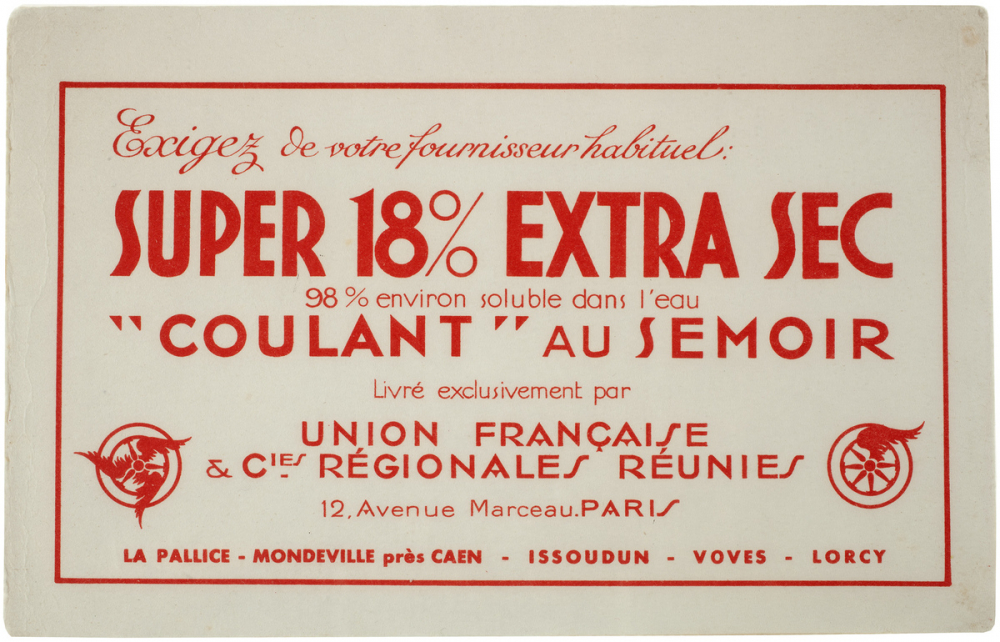 Exigez de votre fournisseur habituel:
SUPER 18% EXTRA SEC
98% environ soluble dans l'eau
"COULANT" AU SEMOIR
Livré exclusivement par
UNION FRANÇAISE
& CIES RÉGIONALES RÉUNIES
12, Avenue Marceau. PARIS
LA PALLICE - MONDEVILLE près CAEN - ISSOUDUN - VOVES - LORCY